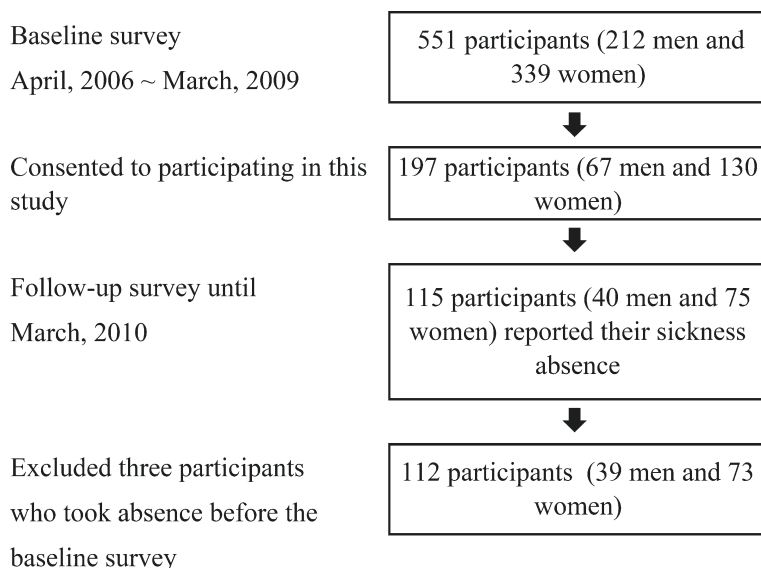 Baseline survey
April, 2006 ~ March, 2009
551 participants (212 men and
339 women)
Consented to participating in this
study
197 participants (67 men and 130
women)
Follow-up survey until
March, 2010
115 participants (40 men and 75
women) reported their sickness
absence
Excluded three participants
who took absence before the
baseline survey
112 participants  (39 men and 73
women)